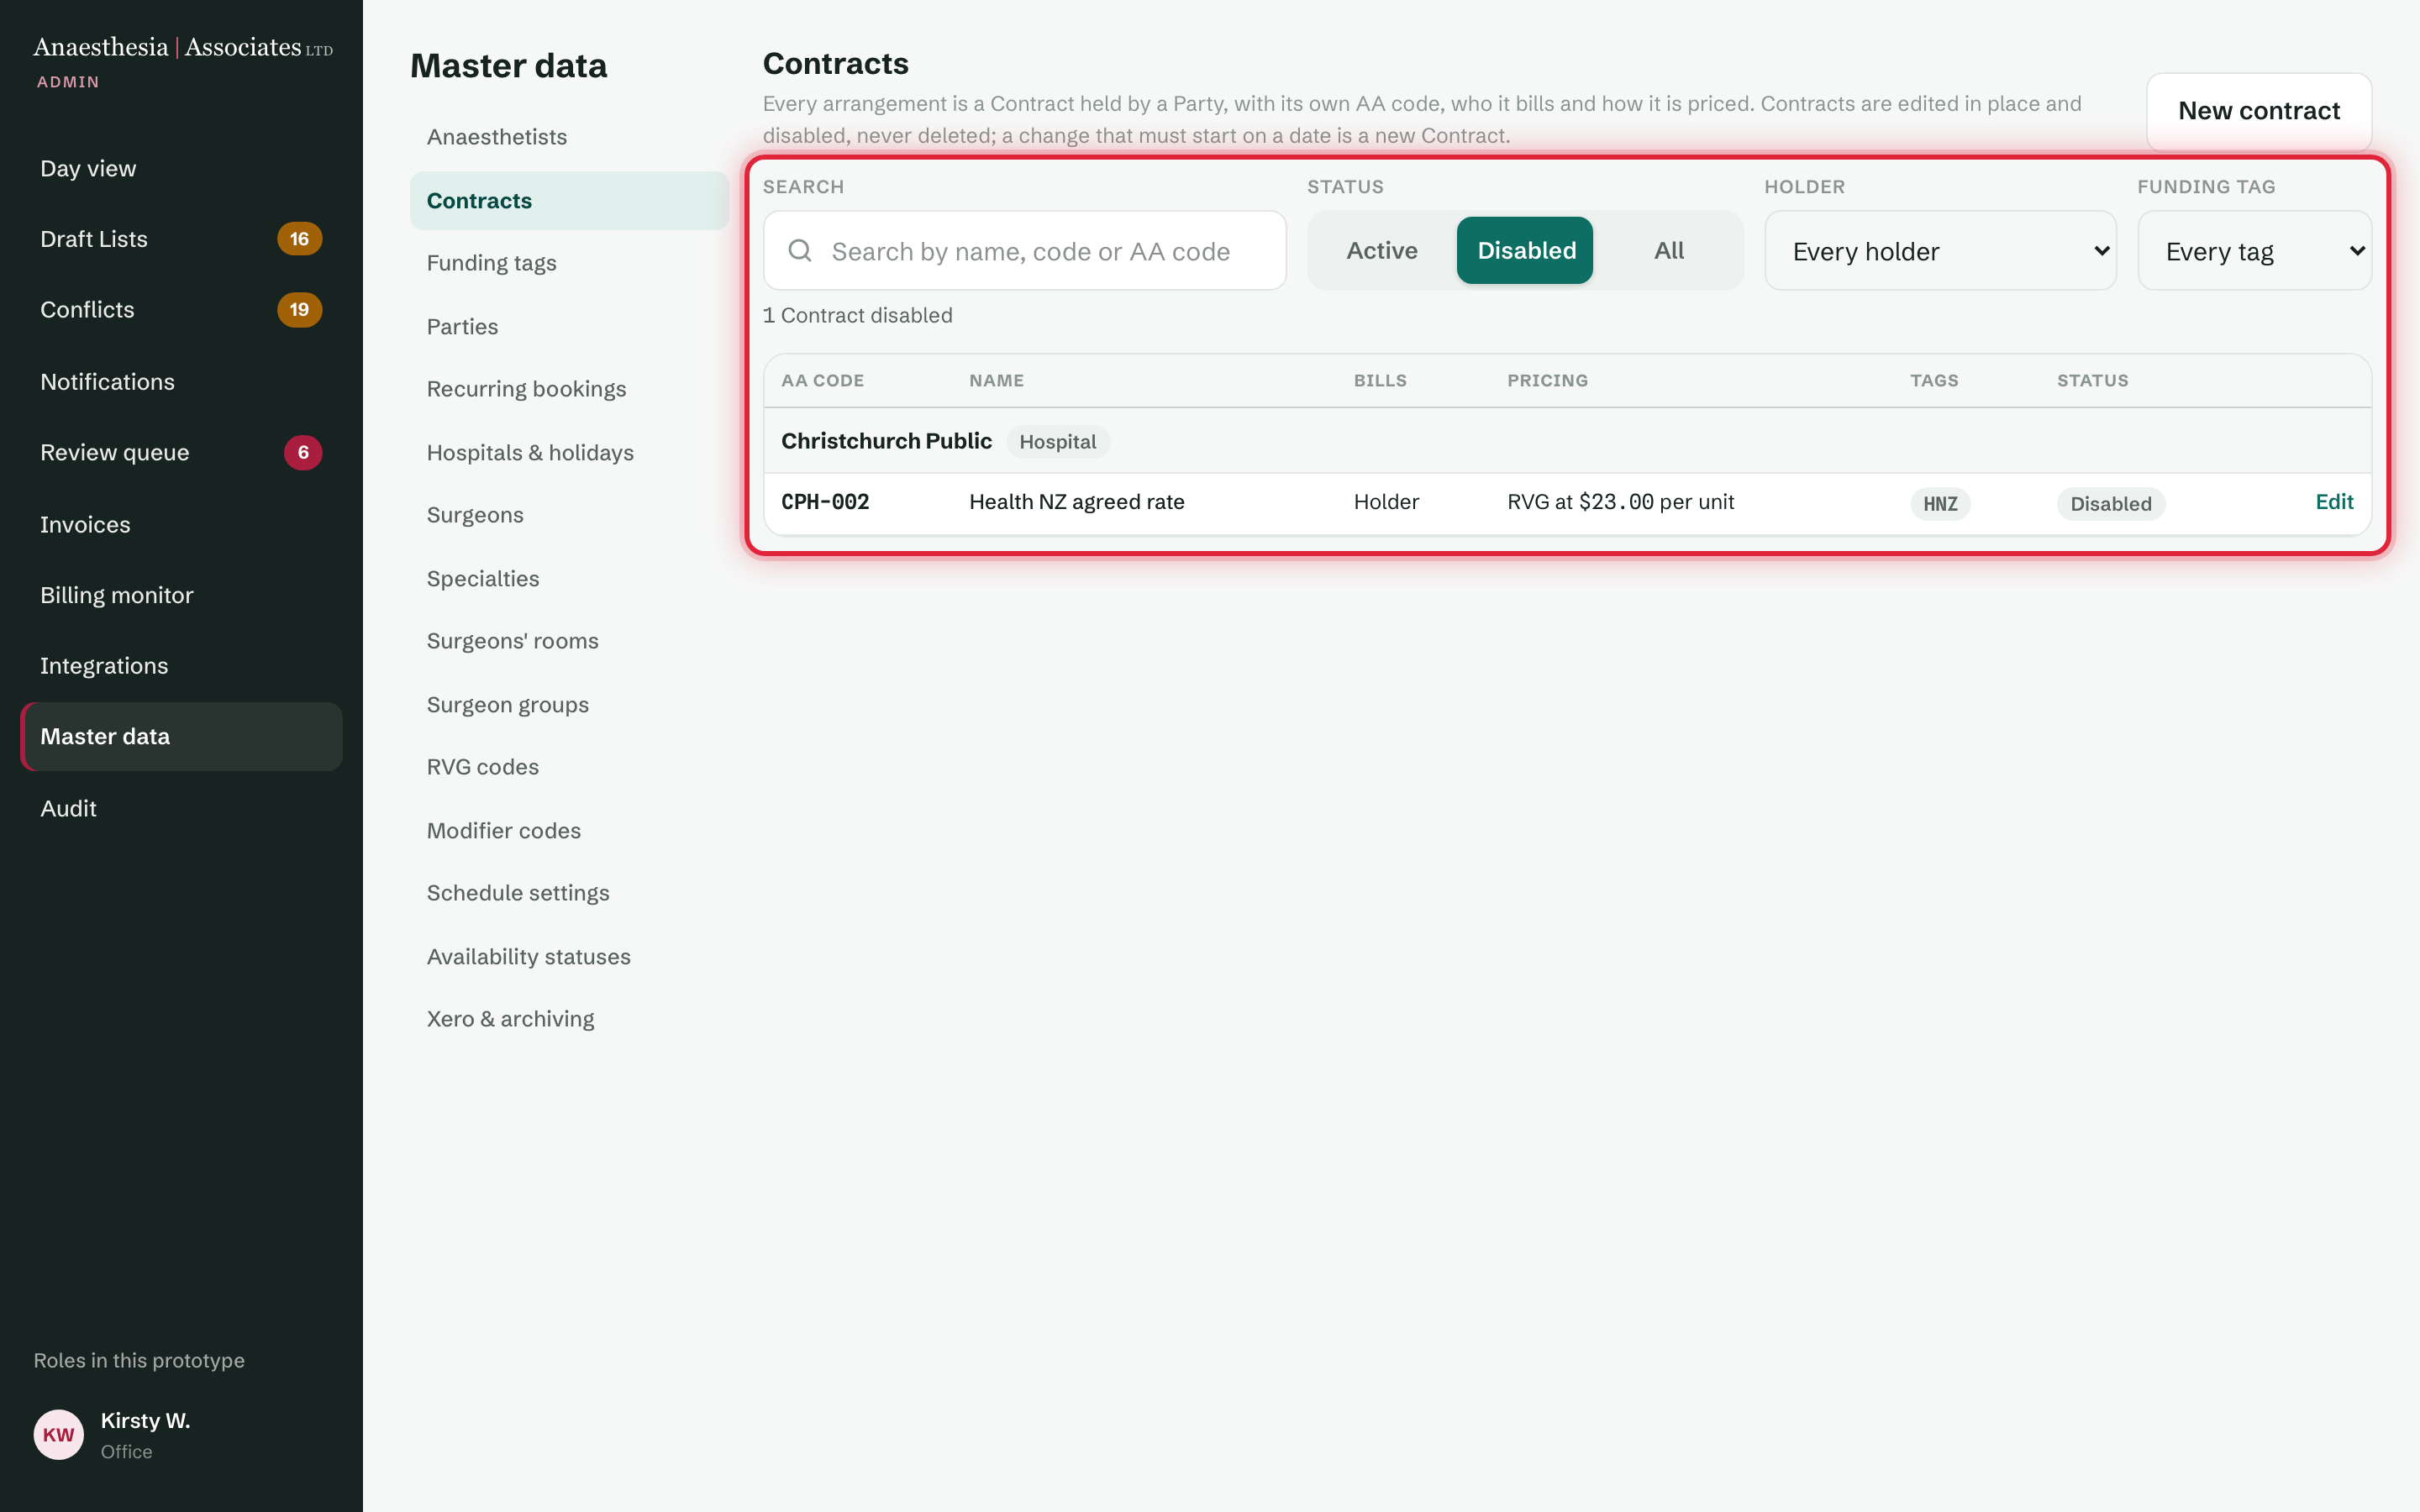 Anaesthesia | Associates LTD
ADMIN
Day view
Draft Lists 16
Conflicts 19
Notifications
Review queue 6
Invoices
Billing monitor
Integrations
Master data
Audit
Roles in this prototype
KW
Kirsty W.
Office
Master data
Anaesthetists
Contracts
Funding tags
Parties
Recurring bookings
Hospitals & holidays
Surgeons
Specialties
Surgeons' rooms
Surgeon groups
RVG codes
Modifier codes
Schedule settings
Availability statuses
Xero & archiving
Contracts
Every arrangement is a Contract held by a Party, with its own AA code, who it bills and how it is priced. Contracts are edited in place and
disabled, never deleted; a change that must start on a date is a new Contract.
New contract
SEARCH STATUS HOLDER FUNDING TAG
Search by name, code or AA code Active Disabled All Every holder Every tag
1 Contract disabled
AA CODE NAME BILLS PRICING TAGS STATUS
Christchurch Public Hospital
CPH-002 Health NZ agreed rate Holder RVG at $23.00 per unit HNZ Disabled Edit